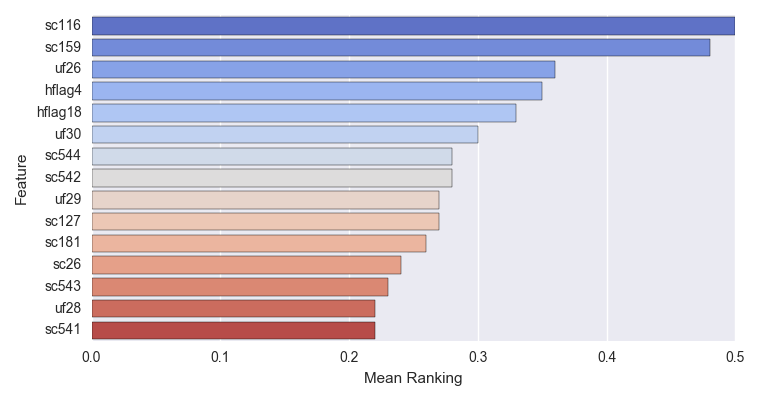 sc116
sc159
uf26
hflag4
hflag18
uf30
sc544
sc542
uf29
sc127
sc181
sc26
sc543
uf28
sc541
Feature
0.0 0.1 0.2 0.3 0.4 0.5
Mean Ranking